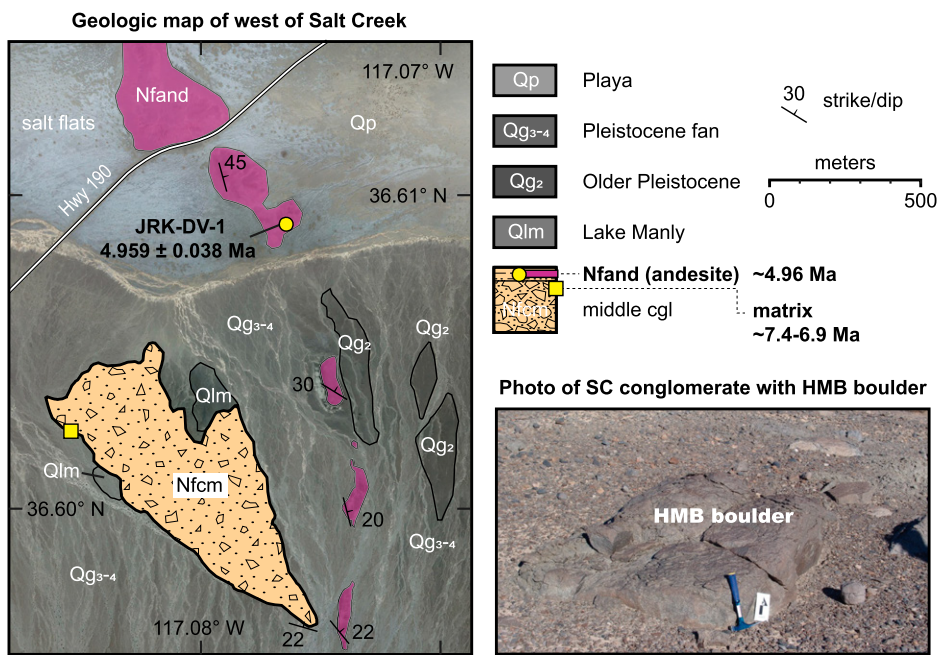 Geologic map of west of Salt Creek
117.07° W
Nfand
salt flats
Qp
45
Hwy 190
36.61° N
JRK-DV-1
4.959 ± 0.038 Ma
Qg₃₋₄
Qg₂
Qg₂
30
Qlm
Qg₂
Qlm
Nfcm
36.60° N
20
Qg₃₋₄
Qg₃₋₄
117.08° W
22
22
Qp Playa
Qg₃₋₄ Pleistocene fan
Qg₂ Older Pleistocene
Qlm Lake Manly
Nfand (andesite) ~4.96 Ma
Nfcm middle cgl
matrix
~7.4-6.9 Ma
30 strike/dip
meters
0 500
Photo of SC conglomerate with HMB boulder
HMB boulder